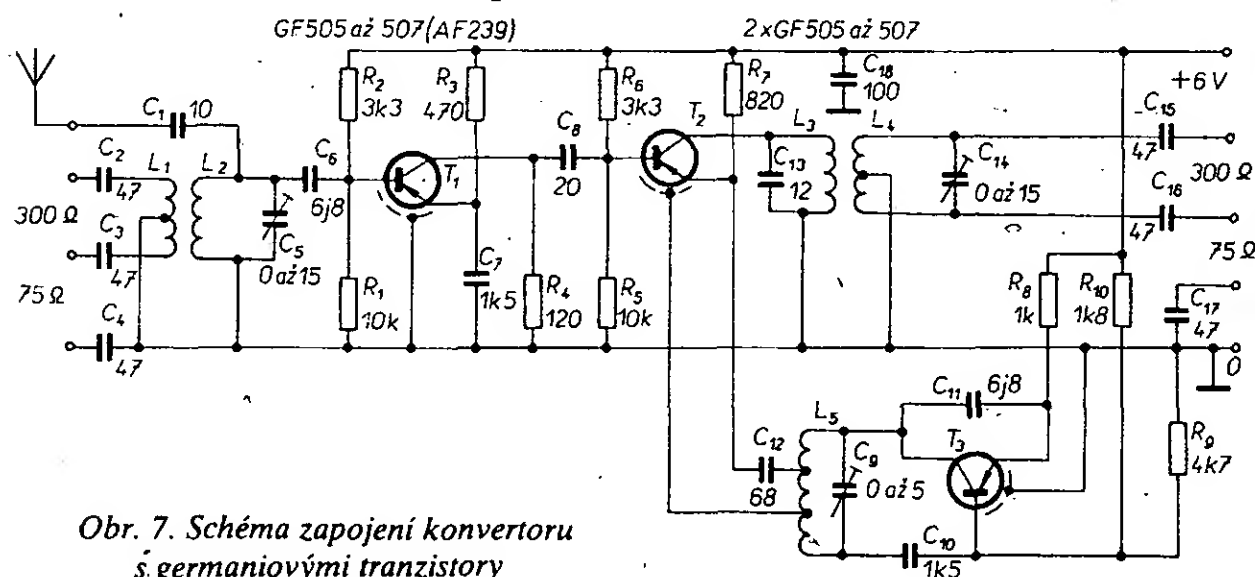 GF505 až 507 (AF239)
2xGF505 až 507
C1 10
C2
47
L1
L2
300 Ω
C3
47
75 Ω
C4
47
C5
0 až 15
C6
6j8
R2
3k3
R3
470
T1
R1
10k
C7
1k5
R4
120
C8
20
R6
3k3
R5
10k
T2
R7
820
C18
100
L3
L4
C13
12
C14
0 až 15
C15
47
+6 V
300 Ω
C16
47
75 Ω
R8
1k
R10
1k8
C17
47
0
C11
6j8
L5
C12
68
C9
0 až 5
T3
R9
4k7
C10
1k5
Obr. 7. Schéma zapojení konvertoru
s germaniovými tranzistory